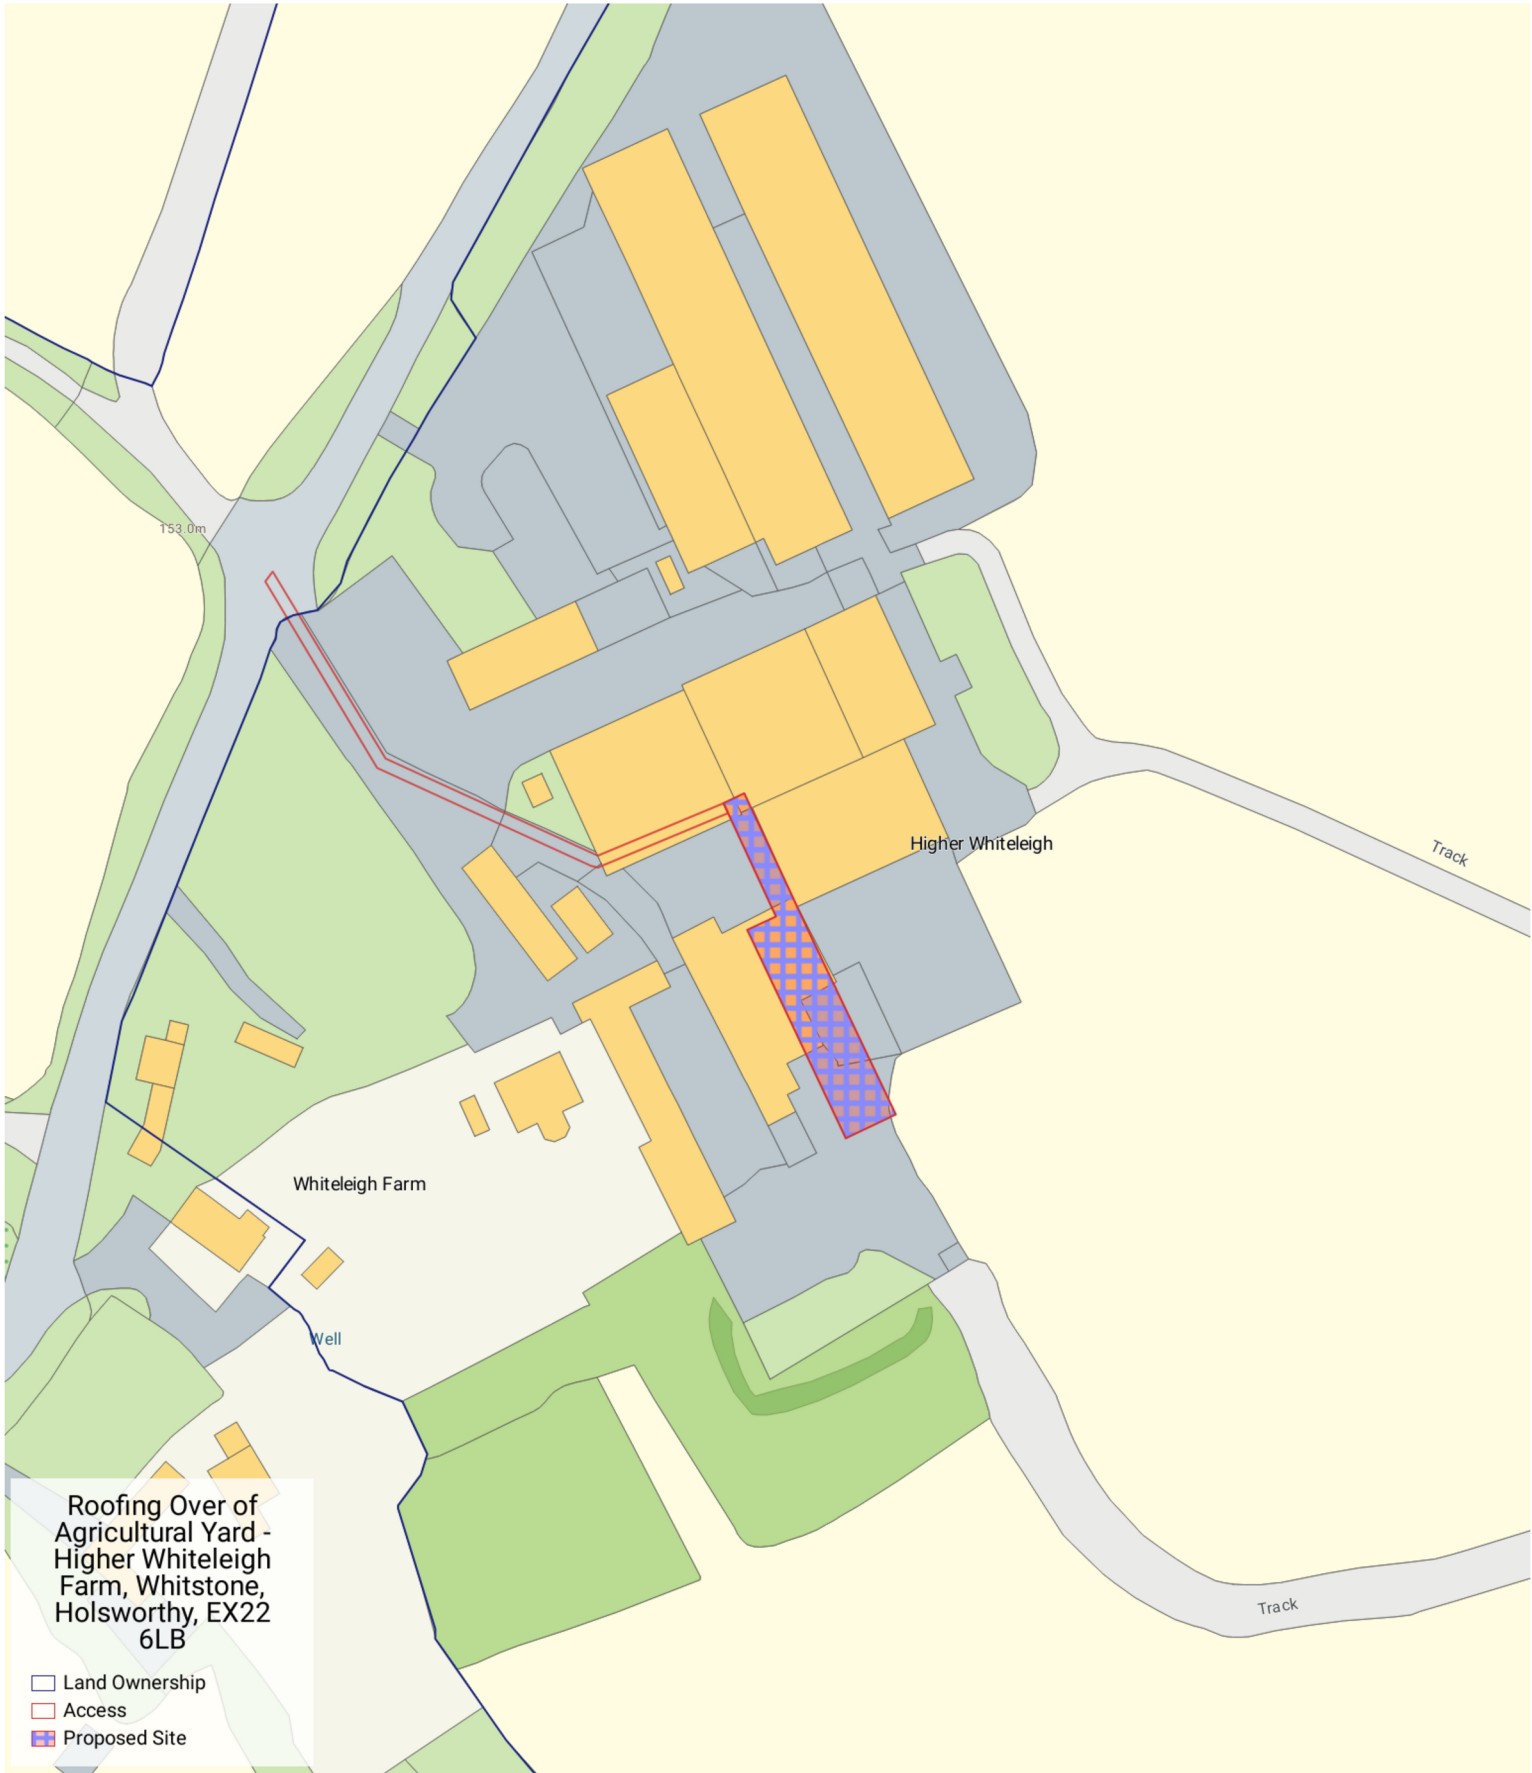 153.0m
Higher Whiteleigh
Track
Whiteleigh Farm
Well
Roofing Over of
Agricultural Yard -
Higher Whiteleigh
Farm, Whitstone,
Holsworthy, EX22
6LB
Track
Land Ownership
Access
Proposed Site